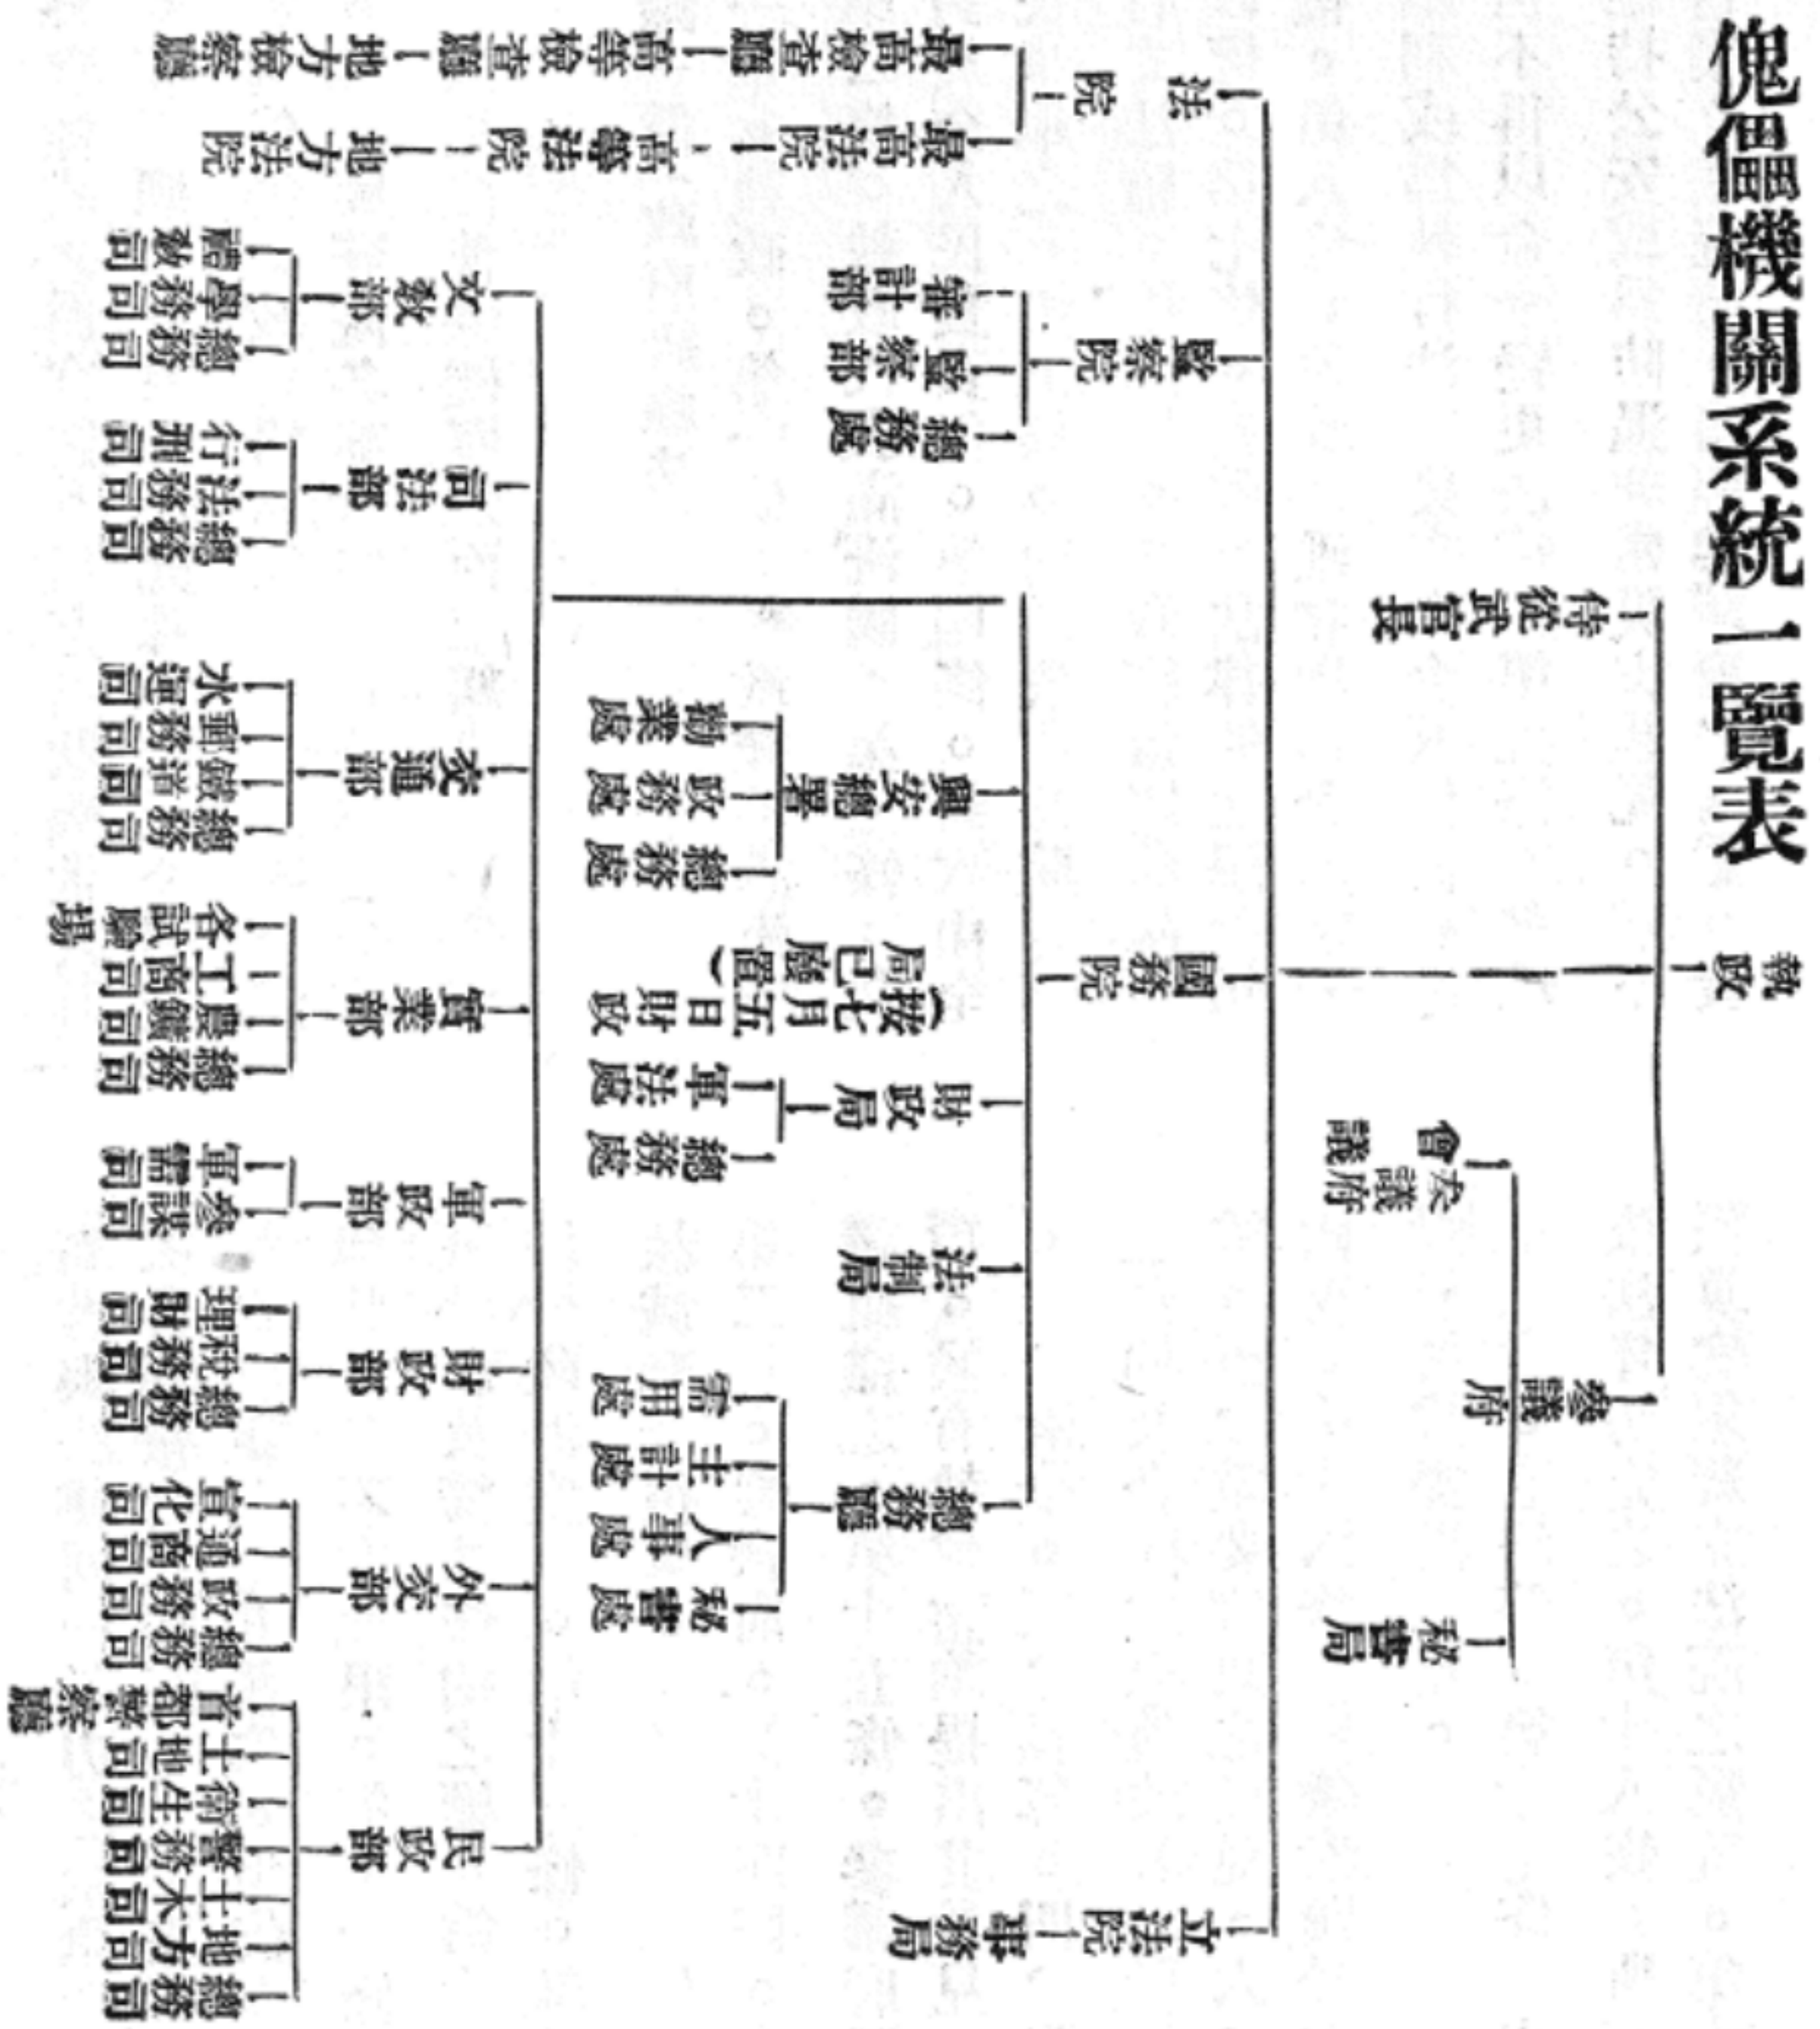 傀儡機關系統一覽表
執政
參議府
秘書局
參議府
會議
侍從武官長
立法院
事務局
國務院
總務廳
秘書處
人事處
主計處
需用處
法制局
財政局
總務處
軍法處
(按七月五日財政
局已廢置)
興安總署
總務處
政務處
勸業處
民政部
總務司
地方司
土木司
警務司
衛生司
土地司
首都警察廳
外交部
總務司
政務司
通商司
宣化司
財政部
總務司
稅務司
理財司
軍政部
參謀司
軍需司
實業部
總務司
農鑛司
工商司
各試驗場
交通部
總務司
鐵道司
郵務司
水運司
司法部
總務司
法務司
行刑司
文教部
總務司
學務司
禮教司
監察院
總務處
監察部
審計部
法院
最高法院
高等法院
地方法院
最高檢查廳
高等檢查廳
地方檢察廳